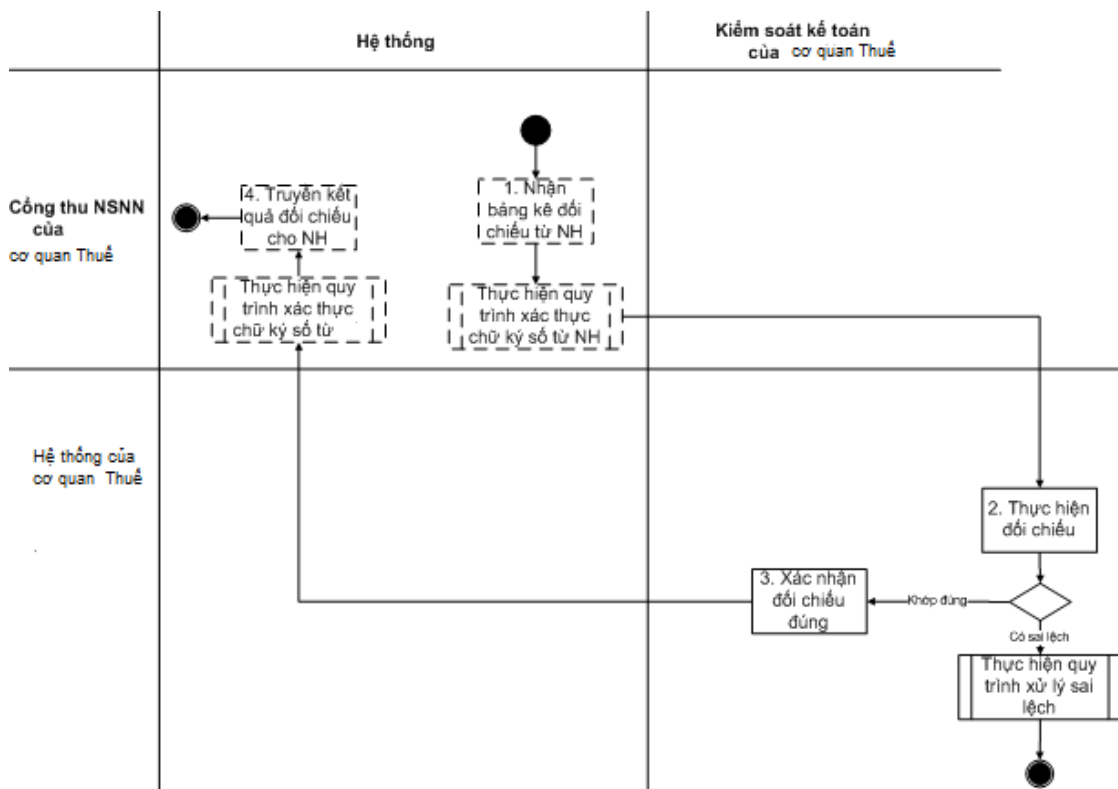 Hệ thống
Kiểm soát kế toán
của cơ quan Thuế
Cổng thu NSNN
của
cơ quan Thuế
4. Truyền kết
quả đối chiếu
cho NH
1. Nhận
bảng kê đối
chiếu từ NH
Thực hiện quy
trình xác thực
chữ ký số từ
Thực hiện quy
trình xác thực
chữ ký số từ NH
Hệ thống của
cơ quan Thuế
2. Thực hiện
đối chiếu
3. Xác nhận
đối chiếu
đúng
Khớp đúng
Có sai lệch
Thực hiện quy
trình xử lý sai
lệch